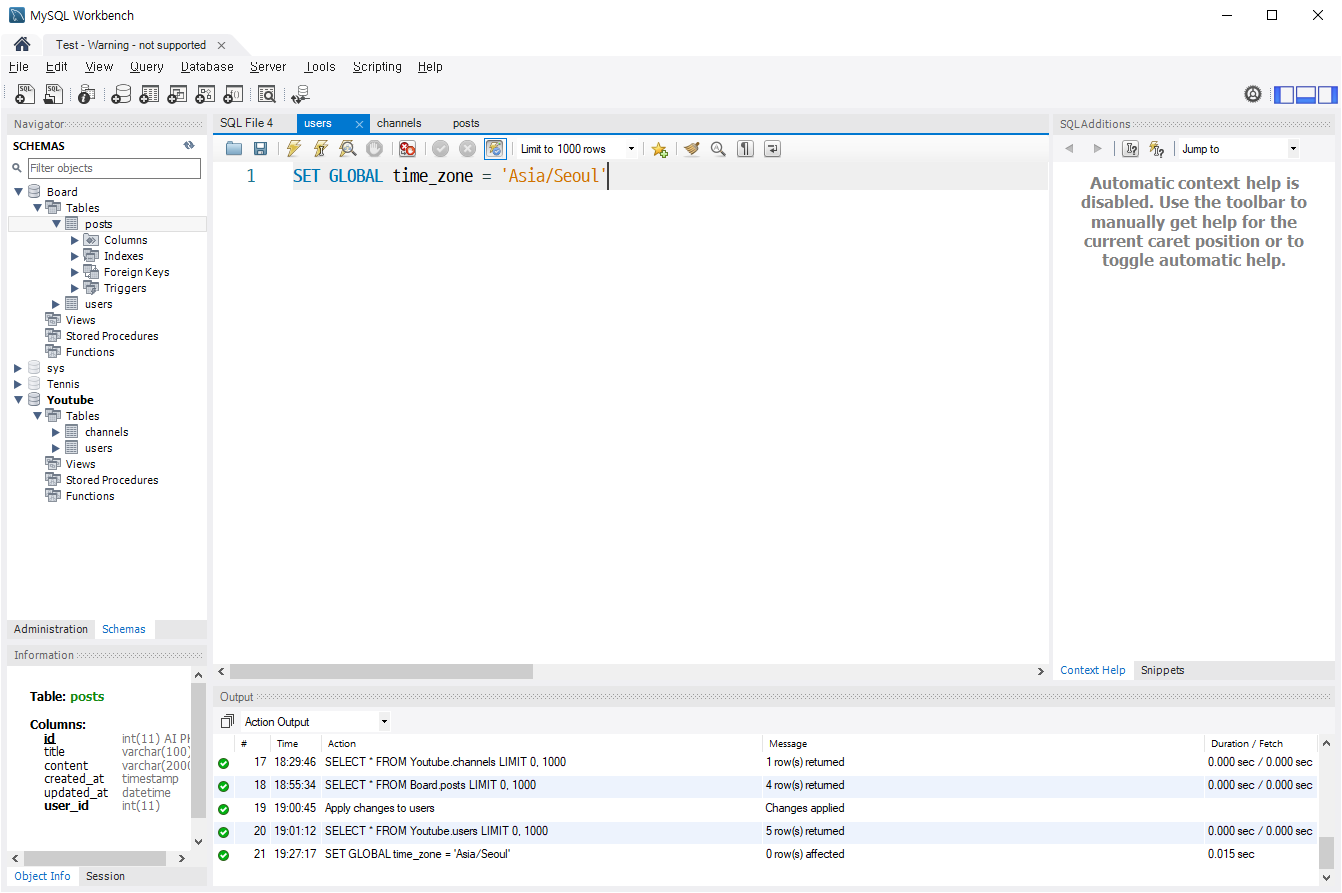 MySQL Workbench
Test - Warning - not supported
File Edit View Query Database Server Tools Scripting Help
Navigator
SCHEMAS
Filter objects
Board
Tables
posts
Columns
Indexes
Foreign Keys
Triggers
users
Views
Stored Procedures
Functions
sys
Tennis
Youtube
Tables
channels
users
Views
Stored Procedures
Functions
Administration Schemas
Information
Table: posts
Columns:
id int(11) AI P
title varchar(100)
content varchar(200
created_at timestamp
updated_at datetime
user_id int(11)
Object Info Session
SQL File 4 users channels posts
Limit to 1000 rows
1 SET GLOBAL time_zone = 'Asia/Seoul'
SQLAdditions
Jump to
Automatic context help is
disabled. Use the toolbar to
manually get help for the
current caret position or to
toggle automatic help.
Context Help Snippets
Output
Action Output
# Time Action Message Duration / Fetch
17 18:29:46 SELECT * FROM Youtube.channels LIMIT 0, 1000 1 row(s) returned 0.000 sec / 0.000 sec
18 18:55:34 SELECT * FROM Board.posts LIMIT 0, 1000 4 row(s) returned 0.000 sec / 0.000 sec
19 19:00:45 Apply changes to users Changes applied
20 19:01:12 SELECT * FROM Youtube.users LIMIT 0, 1000 5 row(s) returned 0.000 sec / 0.000 sec
21 19:27:17 SET GLOBAL time_zone = 'Asia/Seoul' 0 row(s) affected 0.015 sec